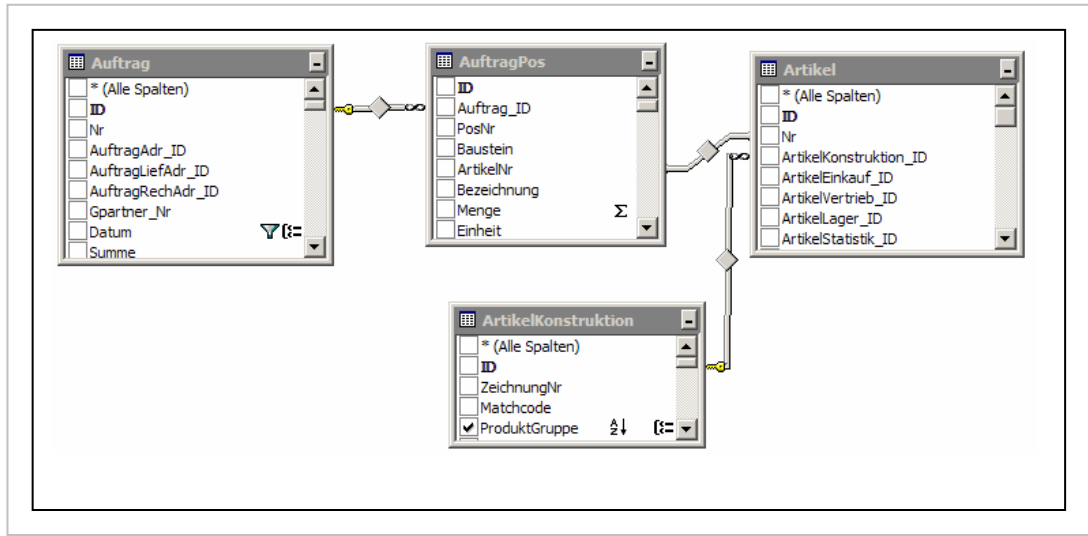 Auftrag
* (Alle Spalten)
ID
Nr
AuftragAdr_ID
AuftragLiefAdr_ID
AuftragRechAdr_ID
Gpartner_Nr
Datum
Summe
AuftragPos
ID
Auftrag_ID
PosNr
Baustein
ArtikelNr
Bezeichnung
Menge Σ
Einheit
Artikel
* (Alle Spalten)
ID
Nr
ArtikelKonstruktion_ID
ArtikelEinkauf_ID
ArtikelVertrieb_ID
ArtikelLager_ID
ArtikelStatistik_ID
ArtikelKonstruktion
* (Alle Spalten)
ID
ZeichnungNr
Matchcode
ProduktGruppe